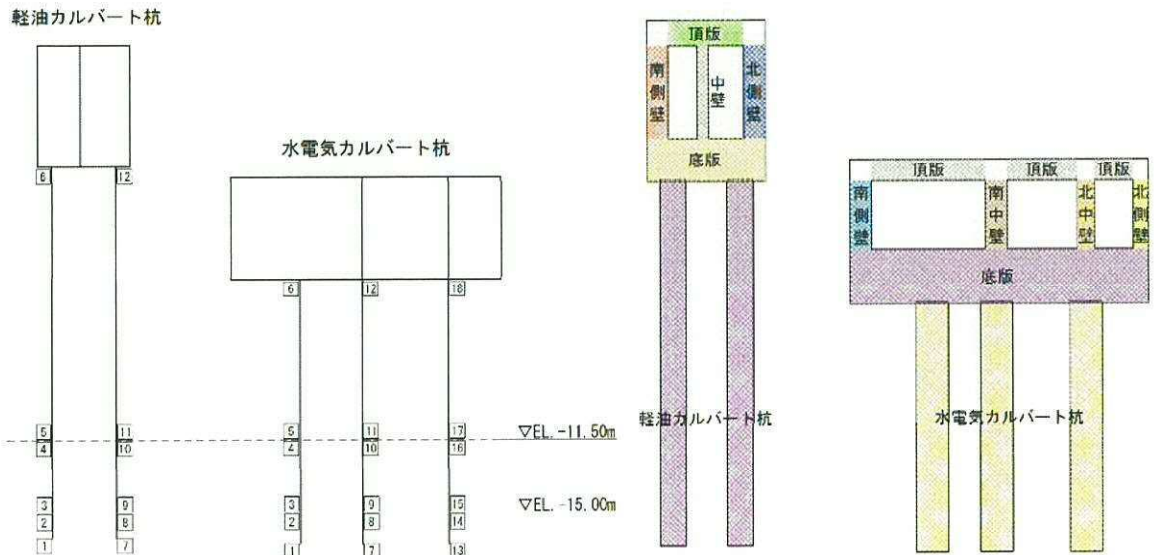 軽油カルバート杭
6 12
5 11
4 10
3 9
2 8
1 7
水電気カルバート杭
6 12 18
5 11 17
4 10 16
3 9 15
2 8 14
1 7 13
▽EL.-11.50m
▽EL.-15.00m
頂版
南側壁
中壁
北側壁
底版
軽油カルバート杭
頂版 頂版 頂版
南側壁
南中壁
北中壁
北側壁
底版
水電気カルバート杭